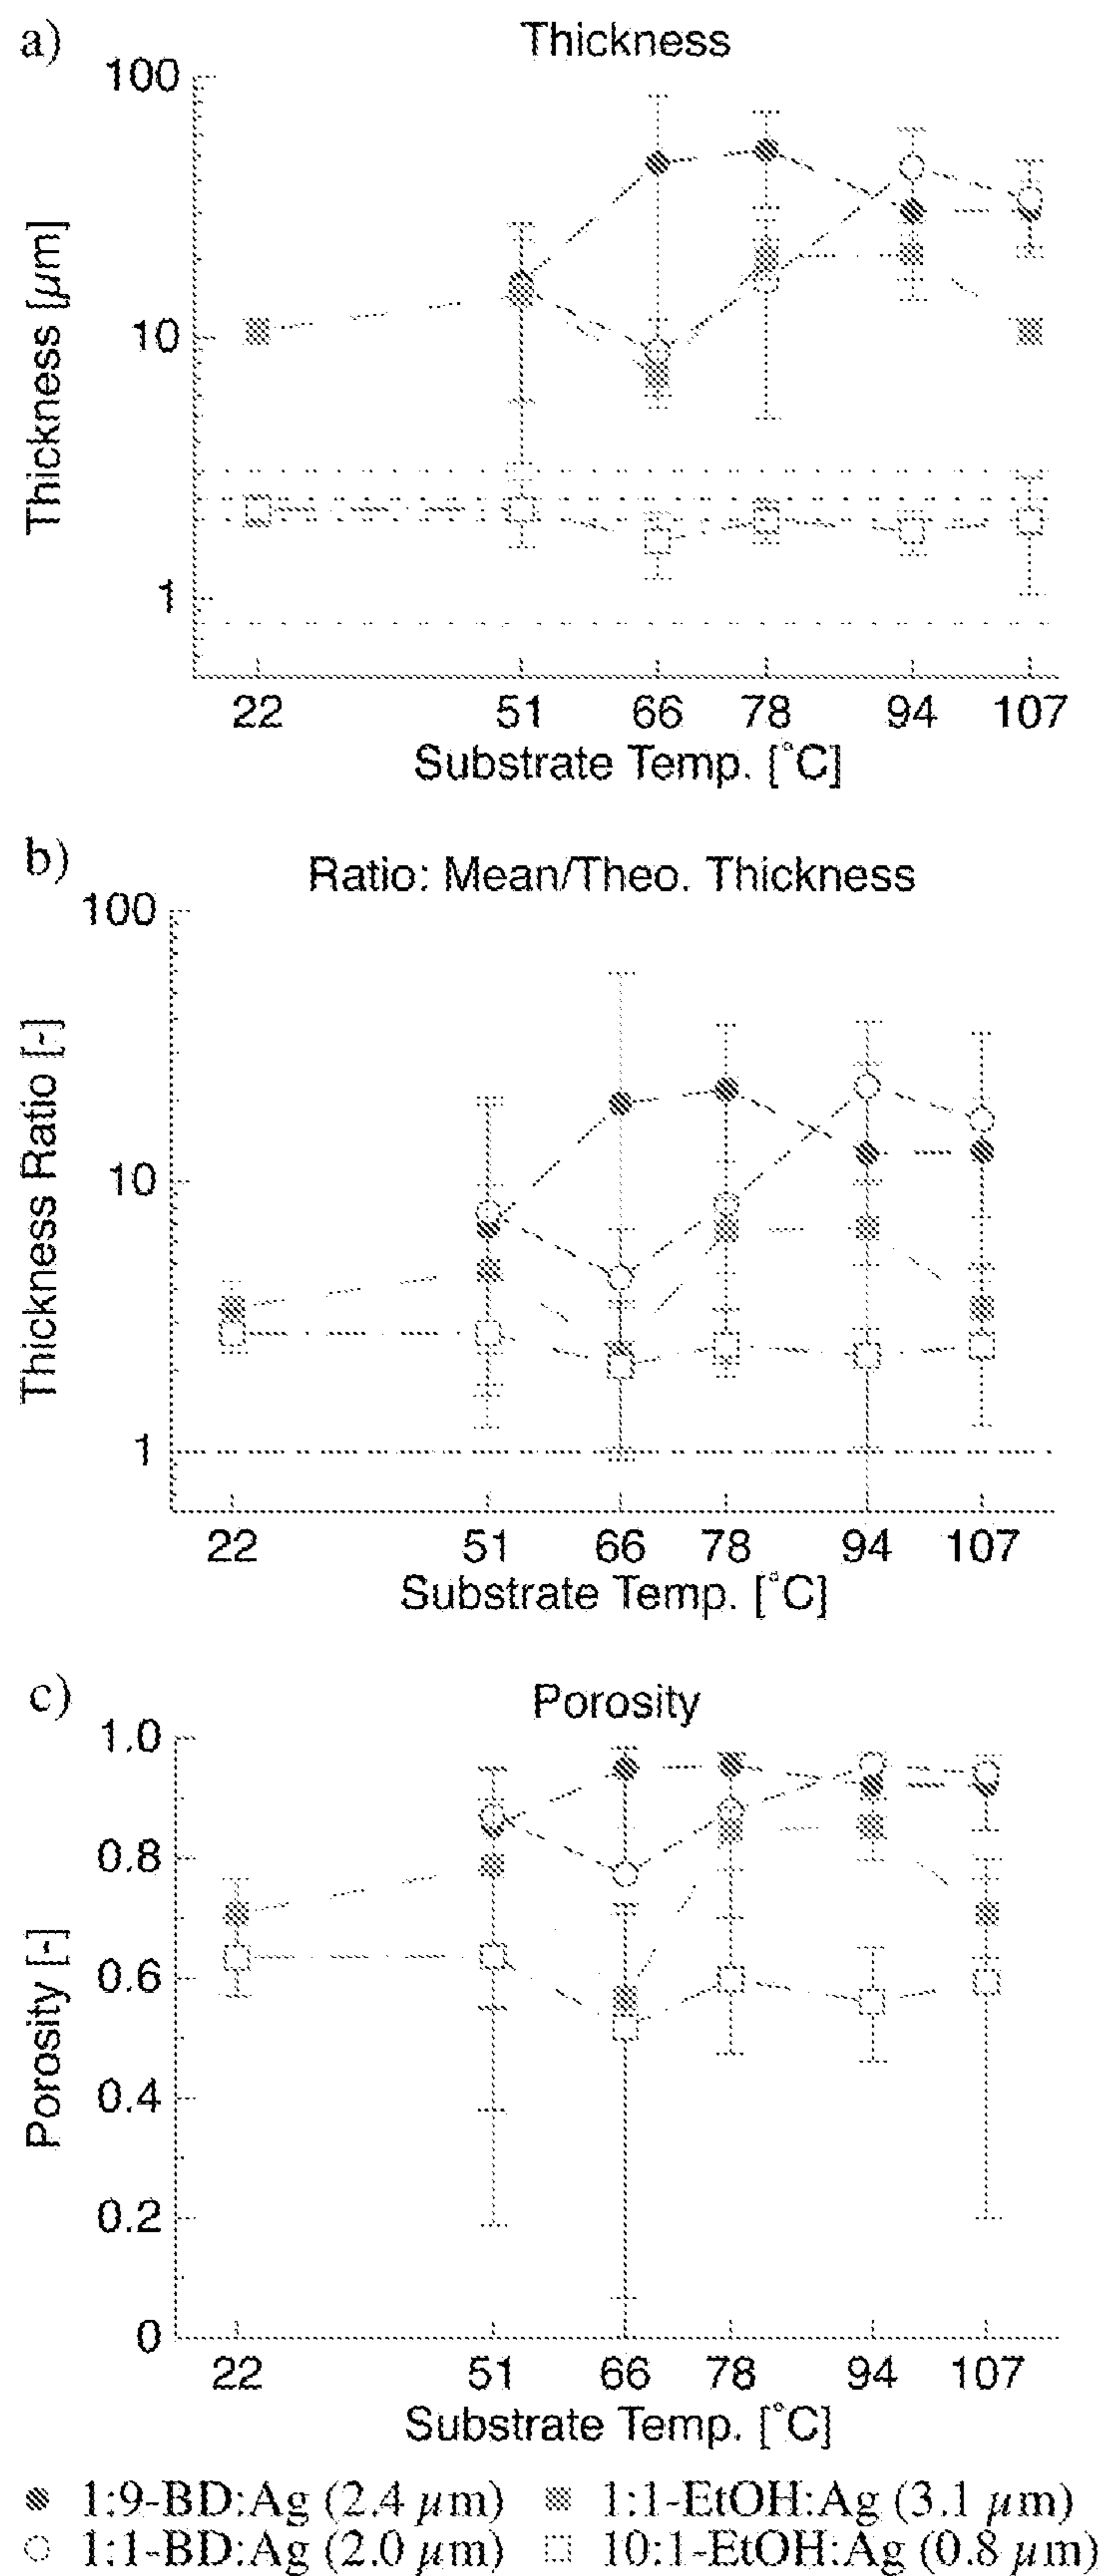 a)
Thickness
100
10
1
Thickness [μm]
22 51 66 78 94 107
Substrate Temp. [°C]
b)
Ratio: Mean/Theo. Thickness
100
10
1
Thickness Ratio [-]
22 51 66 78 94 107
Substrate Temp. [°C]
c)
Porosity
1.0
0.8
0.6
0.4
0.2
0
Porosity [-]
22 51 66 78 94 107
Substrate Temp. [°C]
1:9-BD:Ag (2.4 μm) 1:1-EtOH:Ag (3.1 μm)
1:1-BD:Ag (2.0 μm) 10:1-EtOH:Ag (0.8 μm)